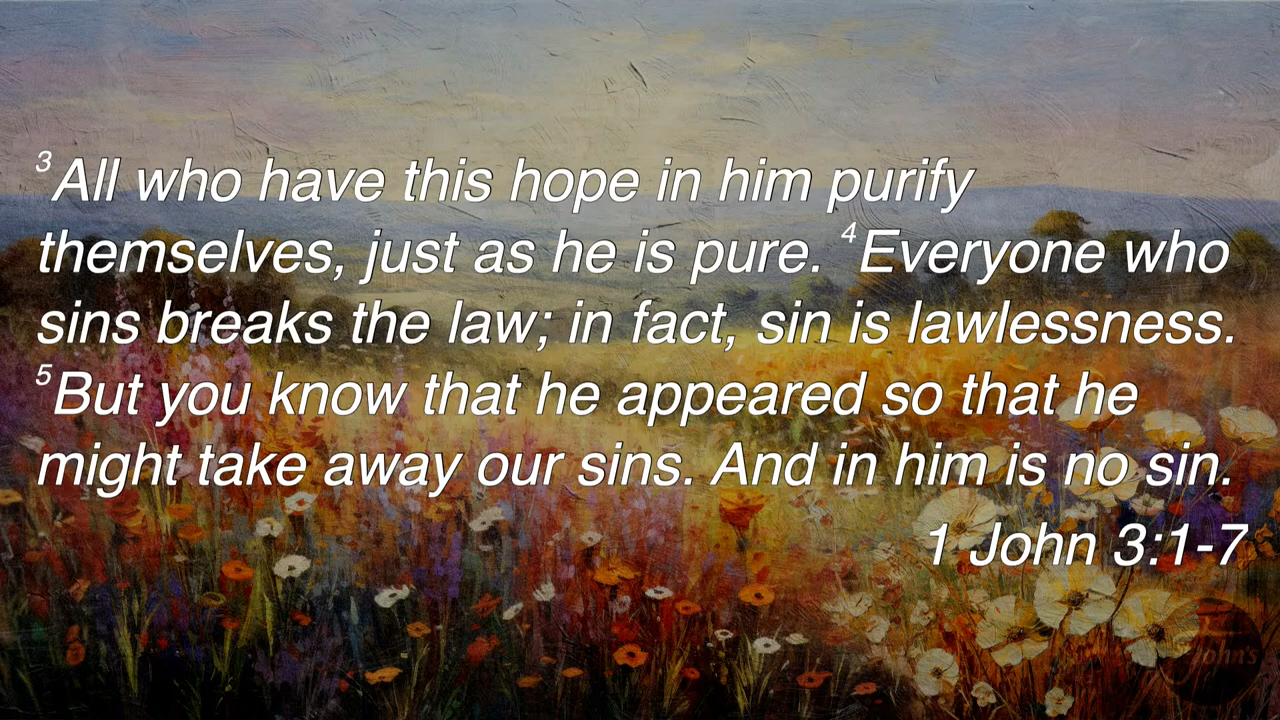 ³All who have this hope in him purify
themselves, just as he is pure. ⁴Everyone who
sins breaks the law; in fact, sin is lawlessness.
⁵But you know that he appeared so that he
might take away our sins. And in him is no sin.
1 John 3:1-7
John's